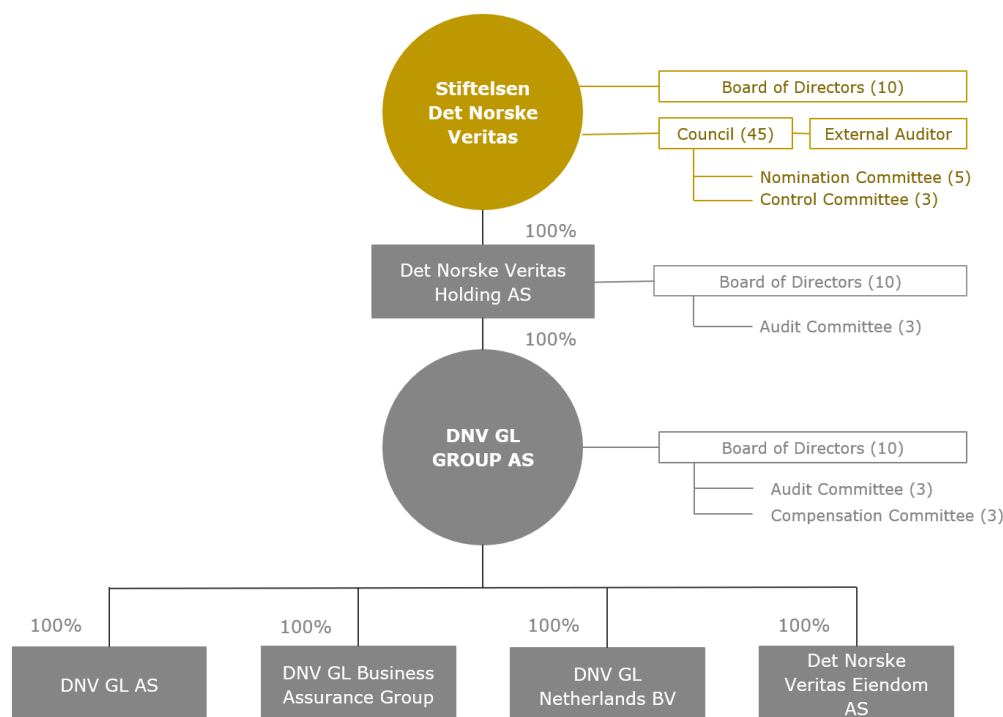 Stiftelsen
Det Norske
Veritas
Board of Directors (10)
Council (45)
External Auditor
Nomination Committee (5)
Control Committee (3)
100%
Det Norske Veritas
Holding AS
Board of Directors (10)
Audit Committee (3)
100%
DNV GL
GROUP AS
Board of Directors (10)
Audit Committee (3)
Compensation Committee (3)
100%
DNV GL AS
100%
DNV GL Business
Assurance Group
100%
DNV GL
Netherlands BV
100%
Det Norske
Veritas Eiendom
AS